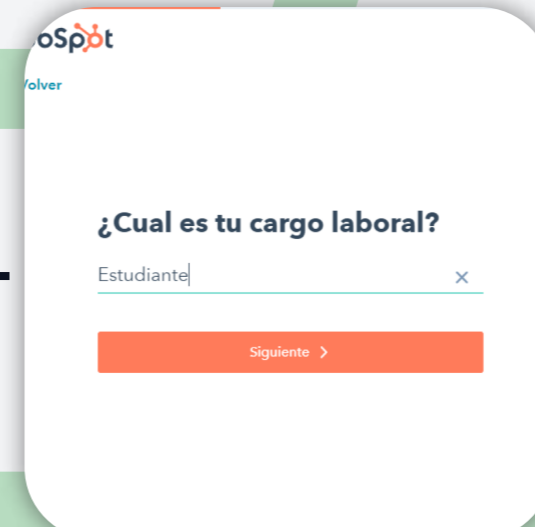 oSpot
Volver
¿Cual es tu cargo laboral?
Estudiante
Siguiente